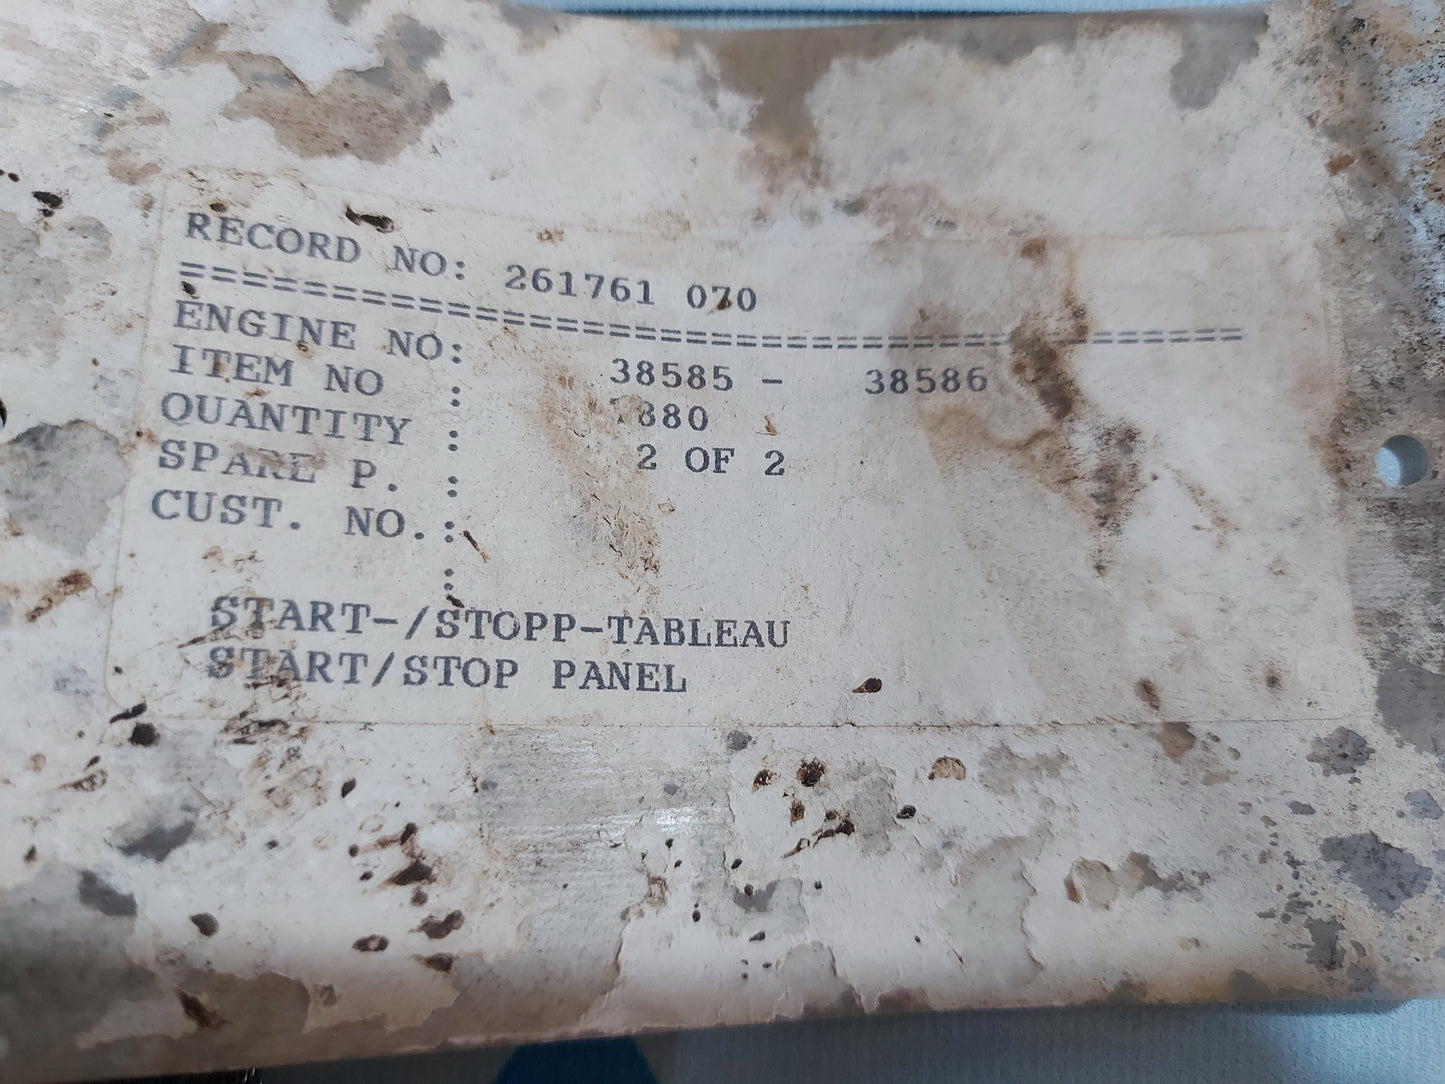 RECORD NO: 261761 070
===================================
ENGINE NO: 38585 - 38586
ITEM NO :
QUANTITY : 2 OF 2
SPARE P. :
CUST. NO. :
:
START-/STOPP-TABLEAU
START/STOP PANEL